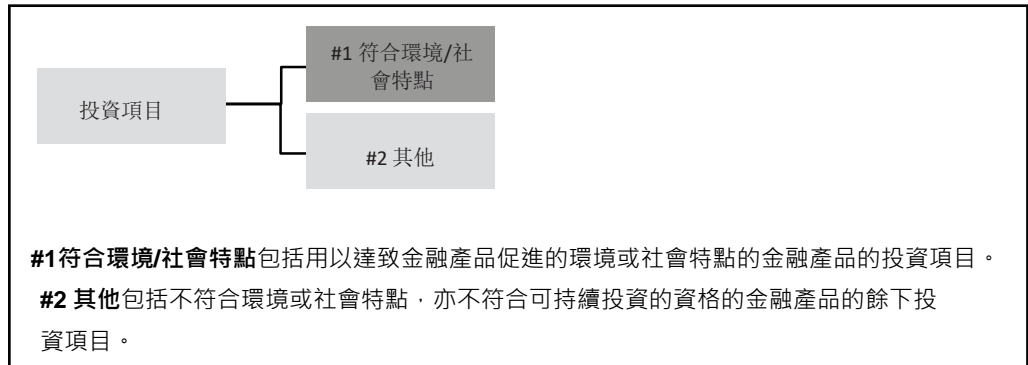 #1 符合環境/社
會特點
投資項目
#2 其他
#1符合環境/社會特點包括用以達致金融產品促進的環境或社會特點的金融產品的投資項目。
#2 其他包括不符合環境或社會特點，亦不符合可持續投資的資格的金融產品的餘下投
資項目。